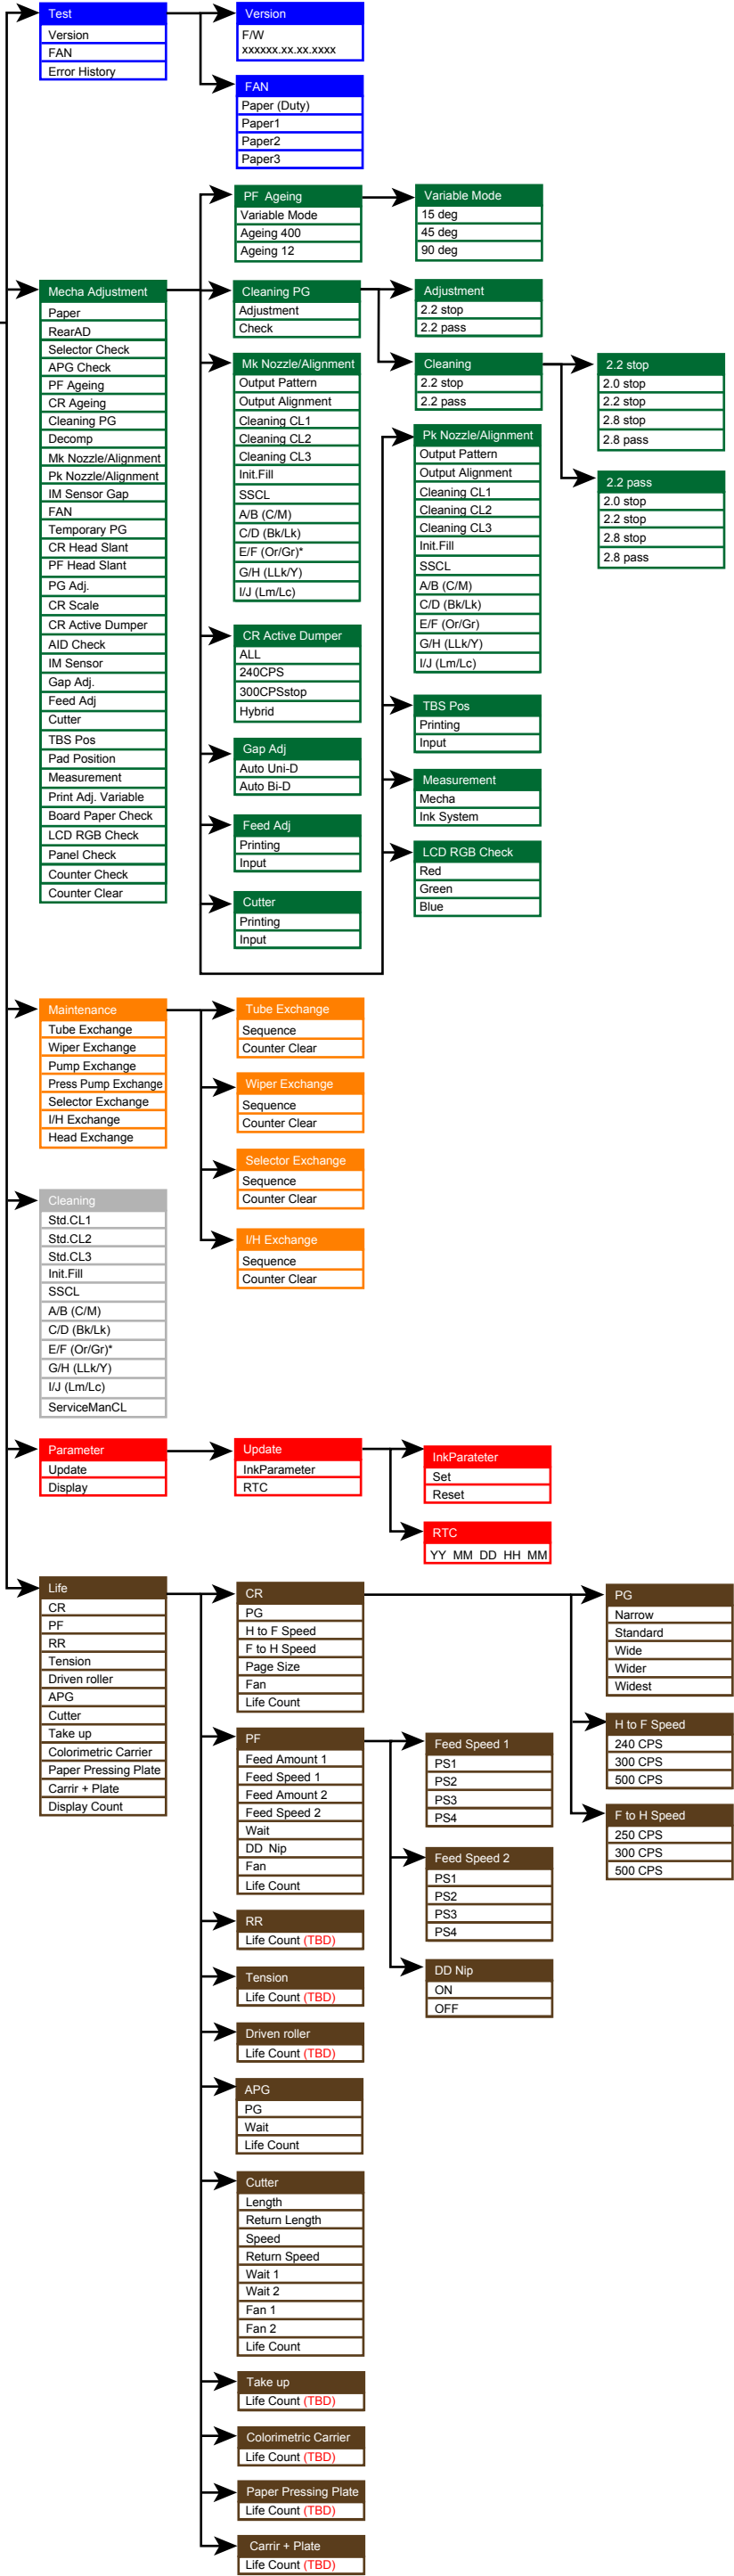 Test
Version
FAN
Error History
Version
F/W
xxxxxx.xx.xx.xxxx
FAN
Paper (Duty)
Paper1
Paper2
Paper3
Mecha Adjustment
Paper
RearAD
Selector Check
APG Check
PF Ageing
CR Ageing
Cleaning PG
Decomp
Mk Nozzle/Alignment
Pk Nozzle/Alignment
IM Sensor Gap
FAN
Temporary PG
CR Head Slant
PF Head Slant
PG Adj.
CR Scale
CR Active Dumper
AID Check
IM Sensor
Gap Adj.
Feed Adj
Cutter
TBS Pos
Pad Position
Measurement
Print Adj. Variable
Board Paper Check
LCD RGB Check
Panel Check
Counter Check
Counter Clear
PF Ageing
Variable Mode
Ageing 400
Ageing 12
Variable Mode
15 deg
45 deg
90 deg
Cleaning PG
Adjustment
Check
Adjustment
2.2 stop
2.2 pass
Cleaning
2.2 stop
2.2 pass
2.2 stop
2.0 stop
2.2 stop
2.8 stop
2.8 pass
2.2 pass
2.0 stop
2.2 stop
2.8 stop
2.8 pass
Mk Nozzle/Alignment
Output Pattern
Output Alignment
Cleaning CL1
Cleaning CL2
Cleaning CL3
Init.Fill
SSCL
A/B (C/M)
C/D (Bk/Lk)
E/F (Or/Gr)*
G/H (LLk/Y)
I/J (Lm/Lc)
CR Active Dumper
ALL
240CPS
300CPSstop
Hybrid
Gap Adj
Auto Uni-D
Auto Bi-D
Feed Adj
Printing
Input
Cutter
Printing
Input
Pk Nozzle/Alignment
Output Pattern
Output Alignment
Cleaning CL1
Cleaning CL2
Cleaning CL3
Init.Fill
SSCL
A/B (C/M)
C/D (Bk/Lk)
E/F (Or/Gr)
G/H (LLk/Y)
I/J (Lm/Lc)
TBS Pos
Printing
Input
Measurement
Mecha
Ink System
LCD RGB Check
Red
Green
Blue
Maintenance
Tube Exchange
Wiper Exchange
Pump Exchange
Press Pump Exchange
Selector Exchange
I/H Exchange
Head Exchange
Tube Exchange
Sequence
Counter Clear
Wiper Exchange
Sequence
Counter Clear
Selector Exchange
Sequence
Counter Clear
I/H Exchange
Sequence
Counter Clear
Cleaning
Std.CL1
Std.CL2
Std.CL3
Init.Fill
SSCL
A/B (C/M)
C/D (Bk/Lk)
E/F (Or/Gr)*
G/H (LLk/Y)
I/J (Lm/Lc)
ServiceManCL
Parameter
Update
Display
Update
InkParameter
RTC
InkParateter
Set
Reset
RTC
YY MM DD HH MM
Life
CR
PF
RR
Tension
Driven roller
APG
Cutter
Take up
Colorimetric Carrier
Paper Pressing Plate
Carrir + Plate
Display Count
CR
PG
H to F Speed
F to H Speed
Page Size
Fan
Life Count
PG
Narrow
Standard
Wide
Wider
Widest
H to F Speed
240 CPS
300 CPS
500 CPS
F to H Speed
250 CPS
300 CPS
500 CPS
PF
Feed Amount 1
Feed Speed 1
Feed Amount 2
Feed Speed 2
Wait
DD Nip
Fan
Life Count
Feed Speed 1
PS1
PS2
PS3
PS4
Feed Speed 2
PS1
PS2
PS3
PS4
DD Nip
ON
OFF
RR
Life Count (TBD)
Tension
Life Count (TBD)
Driven roller
Life Count (TBD)
APG
PG
Wait
Life Count
Cutter
Length
Return Length
Speed
Return Speed
Wait 1
Wait 2
Fan 1
Fan 2
Life Count
Take up
Life Count (TBD)
Colorimetric Carrier
Life Count (TBD)
Paper Pressing Plate
Life Count (TBD)
Carrir + Plate
Life Count (TBD)